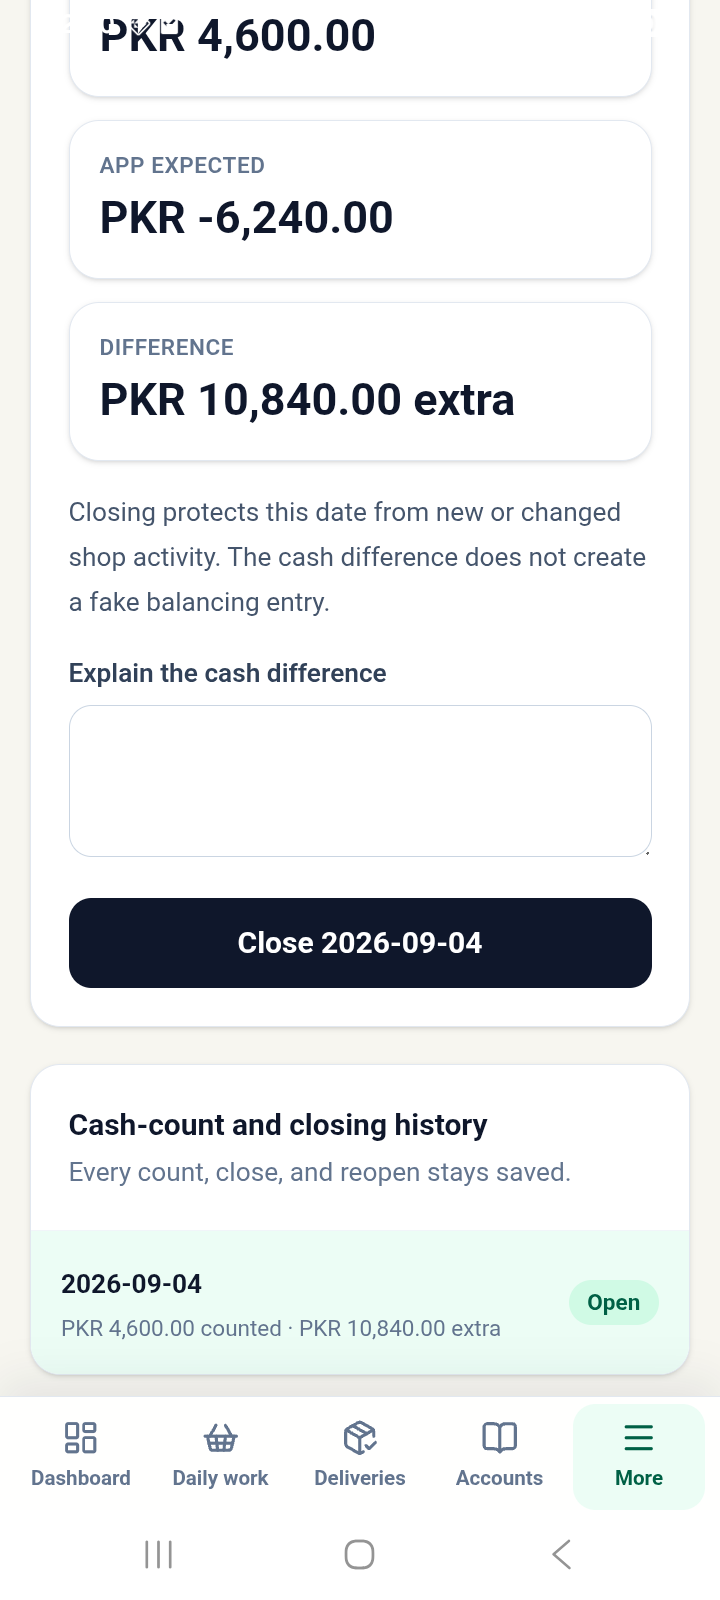 PKR 4,600.00
APP EXPECTED
PKR -6,240.00
DIFFERENCE
PKR 10,840.00 extra
Closing protects this date from new or changed
shop activity. The cash difference does not create
a fake balancing entry.
Explain the cash difference
Close 2026-09-04
Cash-count and closing history
Every count, close, and reopen stays saved.
2026-09-04
PKR 4,600.00 counted · PKR 10,840.00 extra
Open
Dashboard
Daily work
Deliveries
Accounts
More